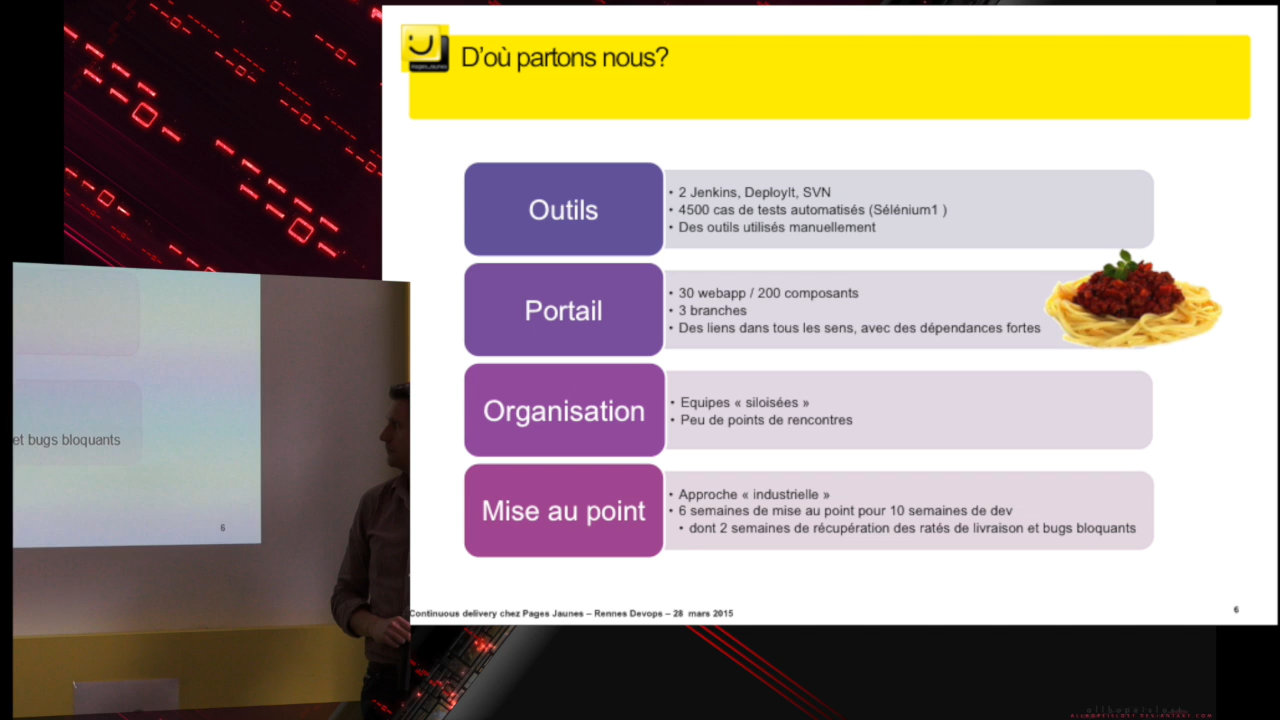 PagesJaunes
D'où partons nous?
Outils
• 2 Jenkins, DeployIt, SVN
• 4500 cas de tests automatisés (Sélénium1 )
• Des outils utilisés manuellement
Portail
• 30 webapp / 200 composants
• 3 branches
• Des liens dans tous les sens, avec des dépendances fortes
Organisation
• Equipes « siloisées »
• Peu de points de rencontres
Mise au point
• Approche « industrielle »
• 6 semaines de mise au point pour 10 semaines de dev
• dont 2 semaines de récupération des ratés de livraison et bugs bloquants
Continuous delivery chez Pages Jaunes – Rennes Devops – 28 mars 2015
6
et bugs bloquants
6